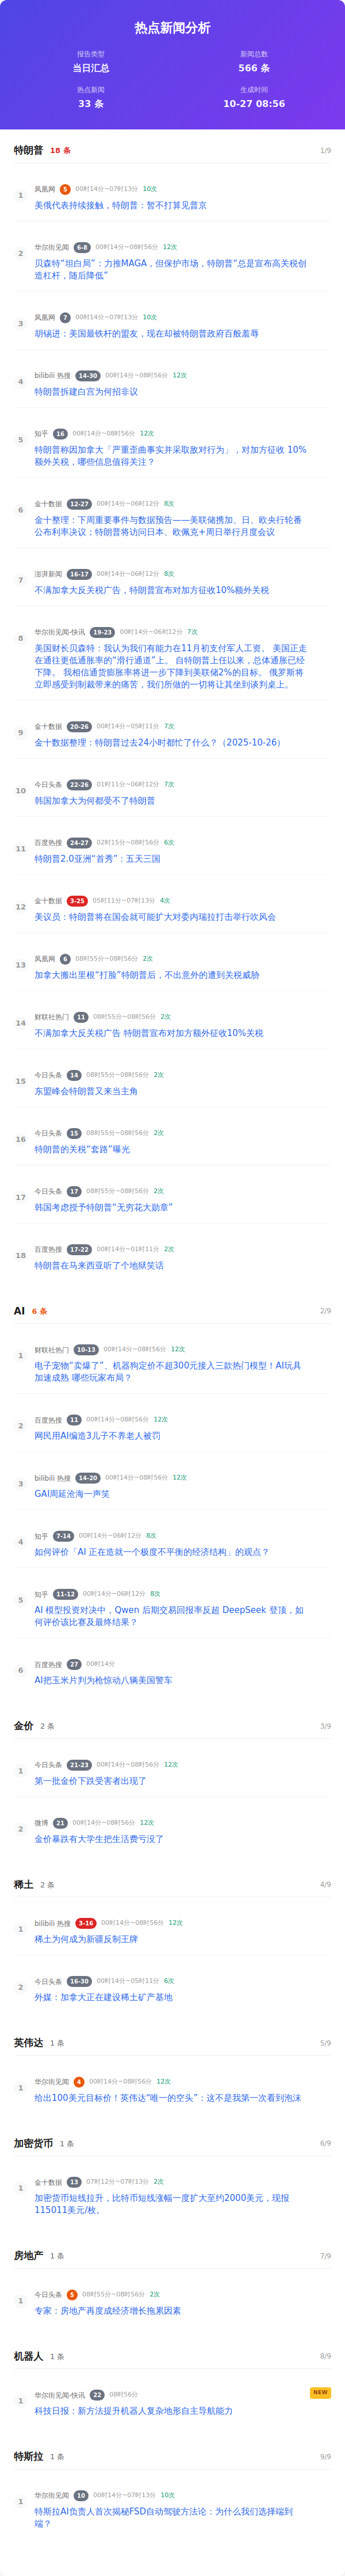 热点新闻分析
报告类型
当日汇总
新闻总数
566 条
热点新闻
33 条
生成时间
10-27 08:56
特朗普 18 条 1/9
1
凤凰网 5 00时14分~07时13分 10次
美俄代表持续接触，特朗普：暂不打算见普京
2
华尔街见闻 6-8 00时14分~08时56分 12次
贝森特“坦白局”：力推MAGA，但保护市场，特朗普“总是宣布高关税创
造杠杆，随后降低”
3
凤凰网 7 00时14分~07时13分 10次
胡锡进：美国最铁杆的盟友，现在却被特朗普政府百般羞辱
4
bilibili 热搜 14-30 00时14分~08时56分 12次
特朗普拆建白宫为何招非议
5
知乎 16 00时14分~08时56分 12次
特朗普称因加拿大「严重歪曲事实并采取敌对行为」，对加方征收 10%
额外关税，哪些信息值得关注？
6
金十数据 12-27 00时14分~06时12分 8次
金十整理：下周重要事件与数据预告——美联储携加、日、欧央行轮番
公布利率决议；特朗普将访问日本、欧佩克+周日举行月度会议
7
澎湃新闻 16-17 00时14分~06时12分 8次
不满加拿大反关税广告，特朗普宣布对加方征收10%额外关税
8
华尔街见闻-快讯 19-23 00时14分~06时12分 7次
美国财长贝森特：我认为我们有能力在11月初支付军人工资。 美国正走
在通往更低通胀率的“滑行通道”上。 自特朗普上任以来，总体通胀已经
下降。 我相信通货膨胀率将进一步下降到美联储2%的目标。 俄罗斯将
立即感受到制裁带来的痛苦，我们所做的一切将让其坐到谈判桌上。
9
金十数据 20-26 00时14分~05时11分 7次
金十数据整理：特朗普过去24小时都忙了什么？（2025-10-26）
10
今日头条 22-26 01时11分~06时12分 7次
韩国加拿大为何都受不了特朗普
11
百度热搜 24-27 02时15分~08时56分 6次
特朗普2.0亚洲“首秀”：五天三国
12
金十数据 3-25 05时11分~07时13分 4次
美议员：特朗普将在国会就可能扩大对委内瑞拉打击举行吹风会
13
凤凰网 6 08时55分~08时56分 2次
加拿大搬出里根“打脸”特朗普后，不出意外的遭到关税威胁
14
财联社热门 11 08时55分~08时56分 2次
不满加拿大反关税广告 特朗普宣布对加方额外征收10%关税
15
今日头条 14 08时55分~08时56分 2次
东盟峰会特朗普又来当主角
16
今日头条 15 08时55分~08时56分 2次
特朗普的关税“套路”曝光
17
今日头条 17 08时55分~08时56分 2次
韩国考虑授予特朗普“无穷花大勋章”
18
百度热搜 17-22 00时14分~01时11分 2次
特朗普在马来西亚听了个地狱笑话
AI 6 条 2/9
1
财联社热门 10-13 00时14分~08时56分 12次
电子宠物“卖爆了”、机器狗定价不超300元接入三款热门模型！AI玩具
加速成熟 哪些玩家布局？
2
百度热搜 11 00时14分~08时56分 12次
网民用AI编造3儿子不养老人被罚
3
bilibili 热搜 14-20 00时14分~08时56分 12次
GAI周延沧海一声笑
4
知乎 7-14 00时14分~06时12分 8次
如何评价「AI 正在造就一个极度不平衡的经济结构」的观点？
5
知乎 11-12 00时14分~06时12分 8次
AI 模型投资对决中，Qwen 后期交易回报率反超 DeepSeek 登顶，如
何评价该比赛及最终结果？
6
百度热搜 27 00时14分
AI把玉米片判为枪惊动八辆美国警车
金价 2 条 3/9
1
今日头条 21-23 00时14分~08时56分 12次
第一批金价下跌受害者出现了
2
微博 21 00时14分~08时56分 12次
金价暴跌有大学生把生活费亏没了
稀土 2 条 4/9
1
bilibili 热搜 3-16 00时14分~08时56分 12次
稀土为何成为新疆反制王牌
2
今日头条 16-30 00时14分~05时11分 6次
外媒：加拿大正在建设稀土矿产基地
英伟达 1 条 5/9
1
华尔街见闻 4 00时14分~08时56分 12次
给出100美元目标价！英伟达“唯一的空头”：这不是我第一次看到泡沫
加密货币 1 条 6/9
1
金十数据 13 07时12分~07时13分 2次
加密货币短线拉升，比特币短线涨幅一度扩大至约2000美元，现报
115011美元/枚。
房地产 1 条 7/9
1
今日头条 5 08时55分~08时56分 2次
专家：房地产再度成经济增长拖累因素
机器人 1 条 8/9
NEW
1
华尔街见闻-快讯 22 08时56分
科技日报：新方法提升机器人复杂地形自主导航能力
特斯拉 1 条 9/9
1
华尔街见闻 10 00时14分~07时13分 10次
特斯拉AI负责人首次揭秘FSD自动驾驶方法论：为什么我们选择端到
端？